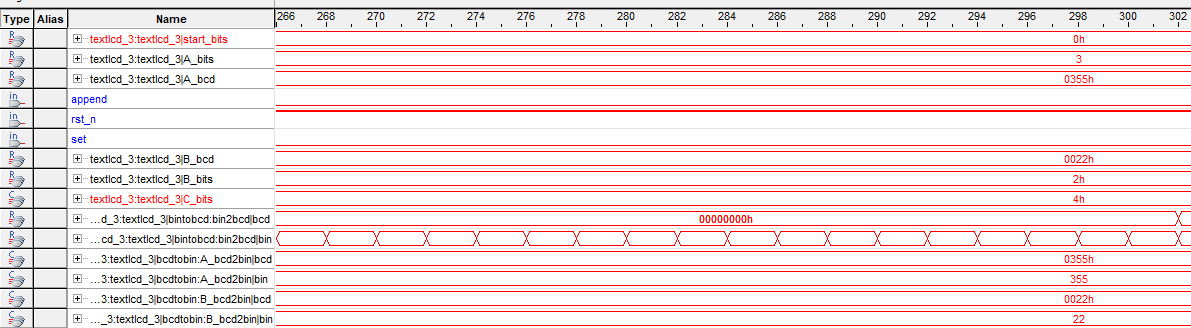 Type Alias Name 266 268 270 272 274 276 278 280 282 284 286 288 290 292 294 296 298 300 302
textlcd_3:textlcd_3|start_bits 0h
textlcd_3:textlcd_3|A_bits 3
textlcd_3:textlcd_3|A_bcd 0355h
in append
in rst_n
in set
textlcd_3:textlcd_3|B_bcd 0022h
textlcd_3:textlcd_3|B_bits 2h
textlcd_3:textlcd_3|C_bits 4h
...d_3:textlcd_3|bintobcd:bin2bcd|bcd 00000000h
...cd_3:textlcd_3|bintobcd:bin2bcd|bin
...3:textlcd_3|bcdtobin:A_bcd2bin|bcd 0355h
...3:textlcd_3|bcdtobin:A_bcd2bin|bin 355
...3:textlcd_3|bcdtobin:B_bcd2bin|bcd 0022h
..._3:textlcd_3|bcdtobin:B_bcd2bin|bin 22